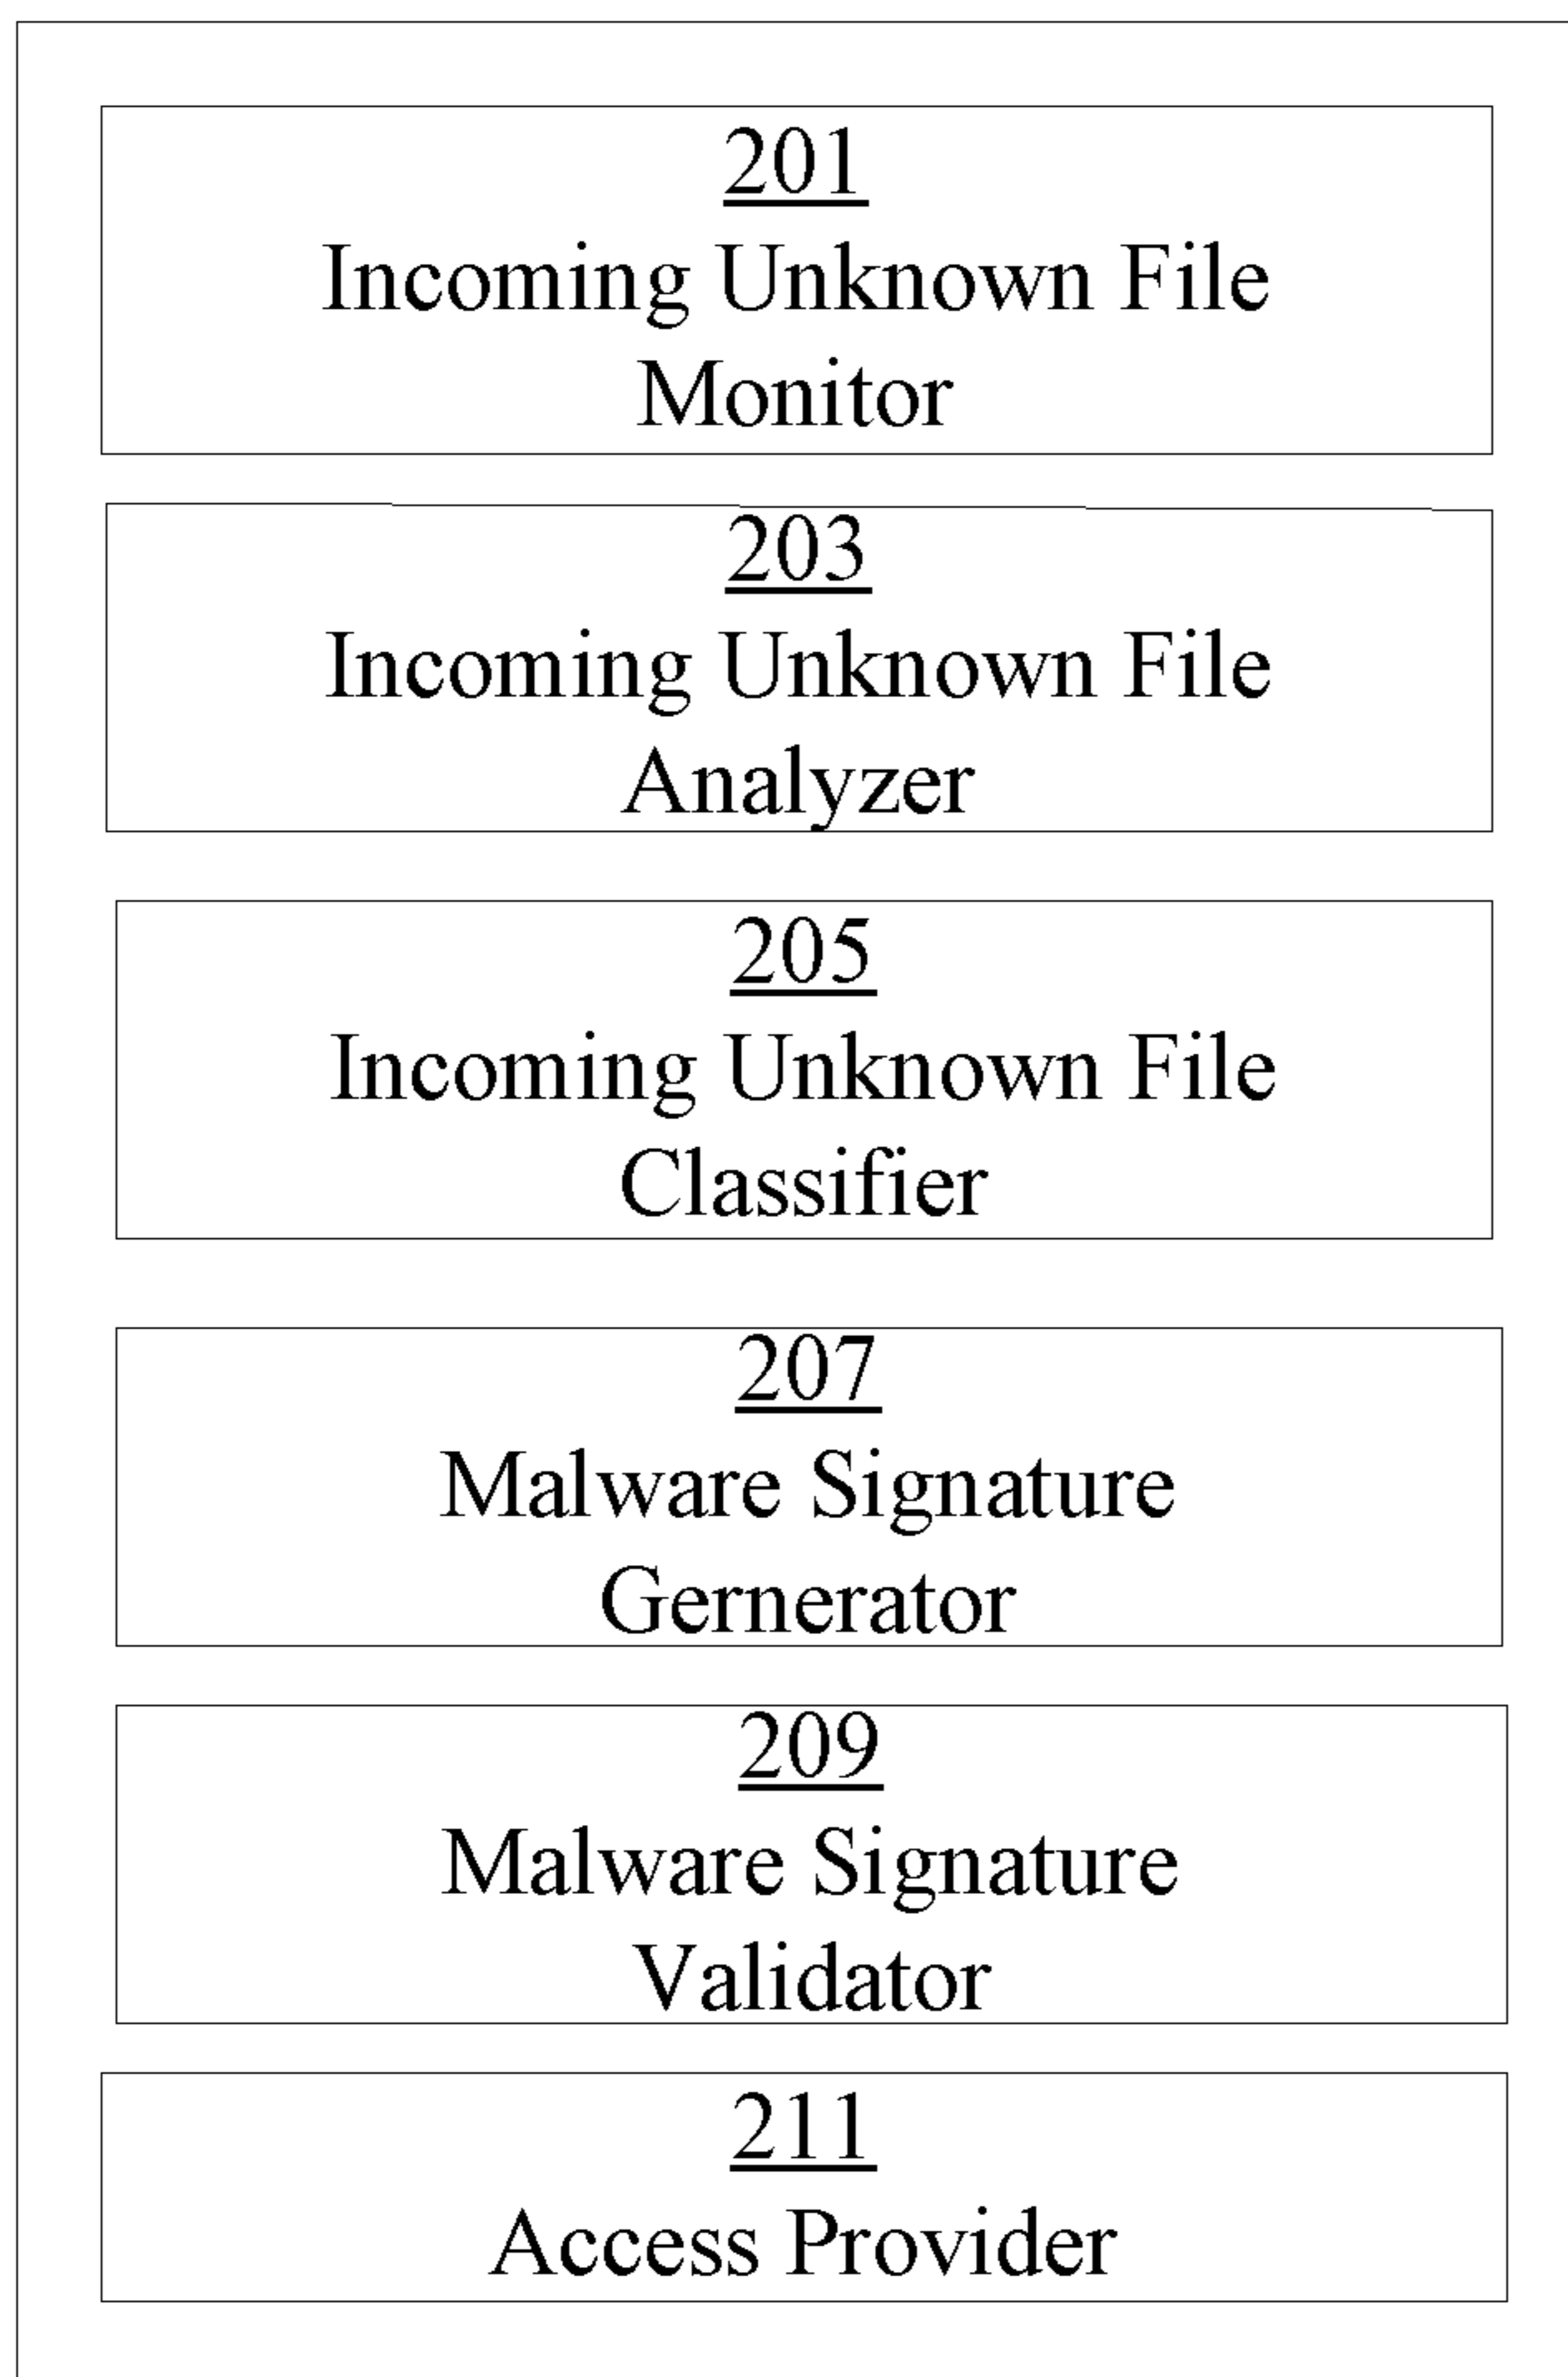 201
Incoming Unknown File
Monitor
203
Incoming Unknown File
Analyzer
205
Incoming Unknown File
Classifier
207
Malware Signature
Gernerator
209
Malware Signature
Validator
211
Access Provider